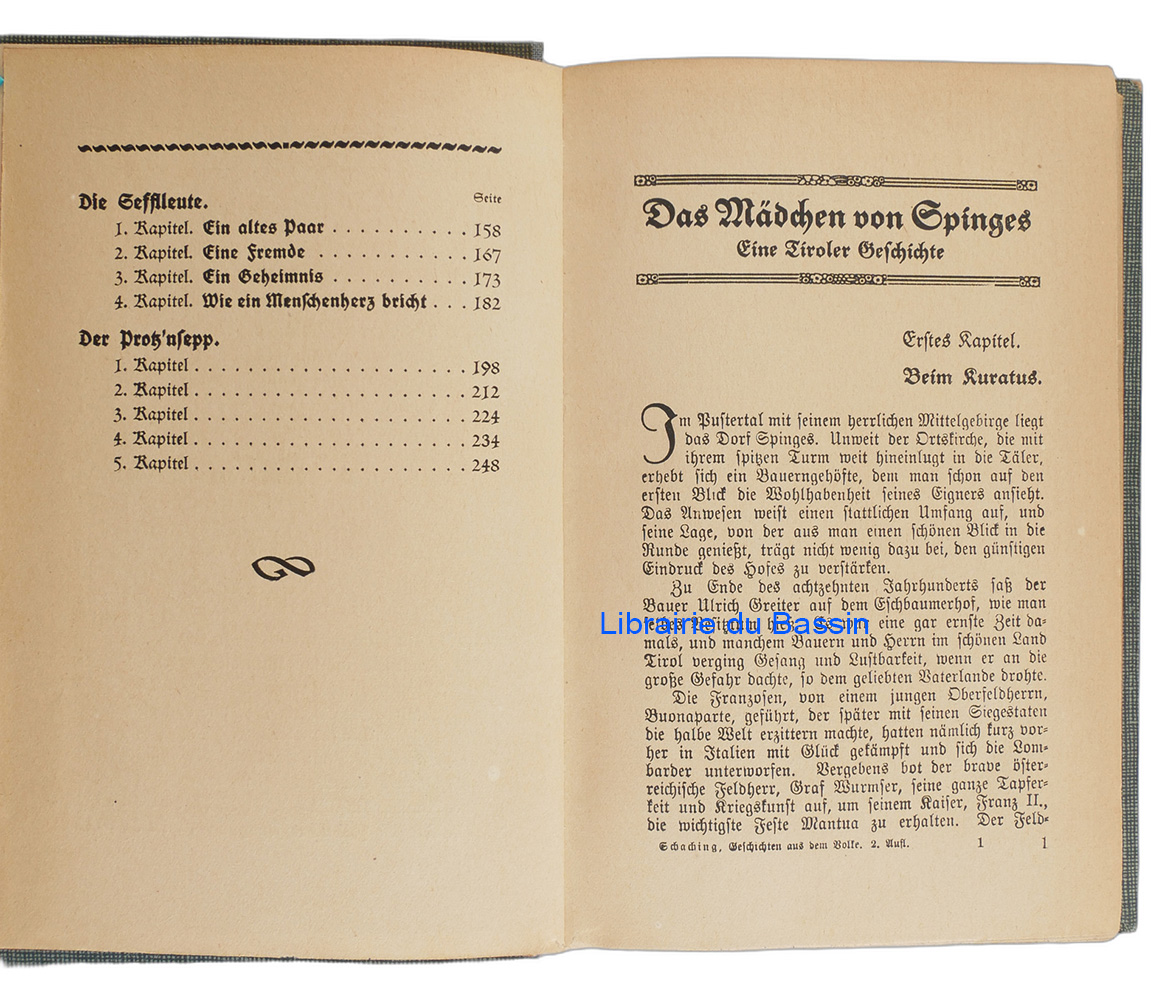 Die Sefflleute.
Seite
1. Kapitel. Ein altes Paar . . . . . . . . . . 158
2. Kapitel. Eine Fremde . . . . . . . . . . . 167
3. Kapitel. Ein Geheimnis . . . . . . . . . . 173
4. Kapitel. Wie ein Menſchenherz bricht . . . 182
Der Protz'nſepp.
1. Kapitel . . . . . . . . . . . . . . . . . . . . 198
2. Kapitel . . . . . . . . . . . . . . . . . . . . 212
3. Kapitel . . . . . . . . . . . . . . . . . . . . 224
4. Kapitel . . . . . . . . . . . . . . . . . . . . 234
5. Kapitel . . . . . . . . . . . . . . . . . . . . 248
Das Mädchen von Spinges
Eine Tiroler Geſchichte
Erſtes Kapitel.
Beim Kuratus.
Im Puſtertal mit ſeinem herrlichen Mittelgebirge liegt
das Dorf Spinges. Unweit der Ortskirche, die mit
ihrem ſpitzen Turm weit hineinlugt in die Täler,
erhebt ſich ein Bauerngehöfte, dem man ſchon auf den
erſten Blick die Wohlhabenheit ſeines Eigners anſieht.
Das Anweſen weiſt einen ſtattlichen Umfang auf, und
ſeine Lage, von der aus man einen ſchönen Blick in die
Runde genießt, trägt nicht wenig dazu bei, den günſtigen
Eindruck des Hofes zu verſtärken.
Zu Ende des achtzehnten Jahrhunderts ſaß der
Bauer Ulrich Greiter auf dem Eſchbaumerhof, wie man
eine gar ernſte Zeit da-
Librairie du Bassin
mals, und manchem Bauern und Herrn im ſchönen Land
Tirol verging Geſang und Luſtbarkeit, wenn er an die
große Gefahr dachte, ſo dem geliebten Vaterlande drohte.
Die Franzoſen, von einem jungen Oberfeldherrn,
Buonaparte, geführt, der ſpäter mit ſeinen Siegestaten
die halbe Welt erzittern machte, hatten nämlich kurz vor-
her in Italien mit Glück gekämpft und ſich die Lom-
barder unterworfen. Vergebens bot der brave öſter-
reichiſche Feldherr, Graf Wurmſer, ſeine ganze Tapfer-
keit und Kriegskunſt auf, um ſeinem Kaiſer, Franz II.,
die wichtigſte Feſte Mantua zu erhalten. Der Feld-
Schaching, Geſchichten aus dem Volke. 2. Aufl. 1 1